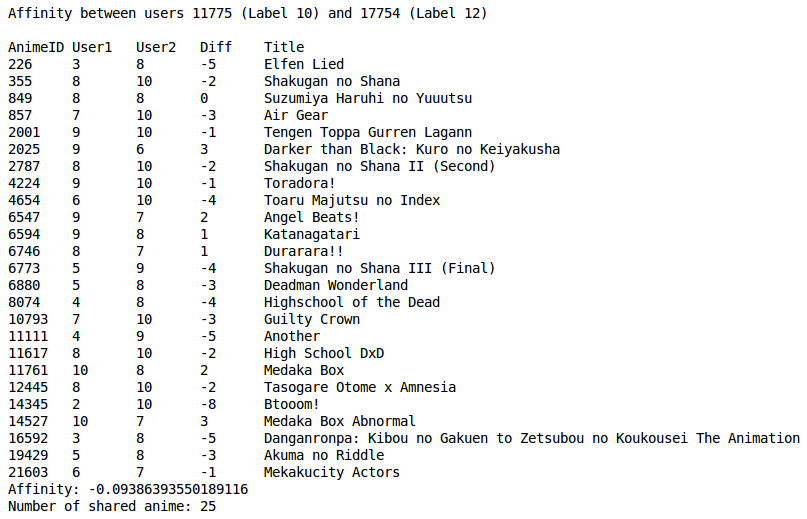 Affinity between users 11775 (Label 10) and 17754 (Label 12)
AnimeID User1 User2 Diff Title
226 3 8 -5 Elfen Lied
355 8 10 -2 Shakugan no Shana
849 8 8 0 Suzumiya Haruhi no Yuuutsu
857 7 10 -3 Air Gear
2001 9 10 -1 Tengen Toppa Gurren Lagann
2025 9 6 3 Darker than Black: Kuro no Keiyakusha
2787 8 10 -2 Shakugan no Shana II (Second)
4224 9 10 -1 Toradora!
4654 6 10 -4 Toaru Majutsu no Index
6547 9 7 2 Angel Beats!
6594 9 8 1 Katanagatari
6746 8 7 1 Durarara!!
6773 5 9 -4 Shakugan no Shana III (Final)
6880 5 8 -3 Deadman Wonderland
8074 4 8 -4 Highschool of the Dead
10793 7 10 -3 Guilty Crown
11111 4 9 -5 Another
11617 8 10 -2 High School DxD
11761 10 8 2 Medaka Box
12445 8 10 -2 Tasogare Otome x Amnesia
14345 2 10 -8 Btooom!
14527 10 7 3 Medaka Box Abnormal
16592 3 8 -5 Danganronpa: Kibou no Gakuen to Zetsubou no Koukousei The Animation
19429 5 8 -3 Akuma no Riddle
21603 6 7 -1 Mekakucity Actors
Affinity: -0.09386393550189116
Number of shared anime: 25